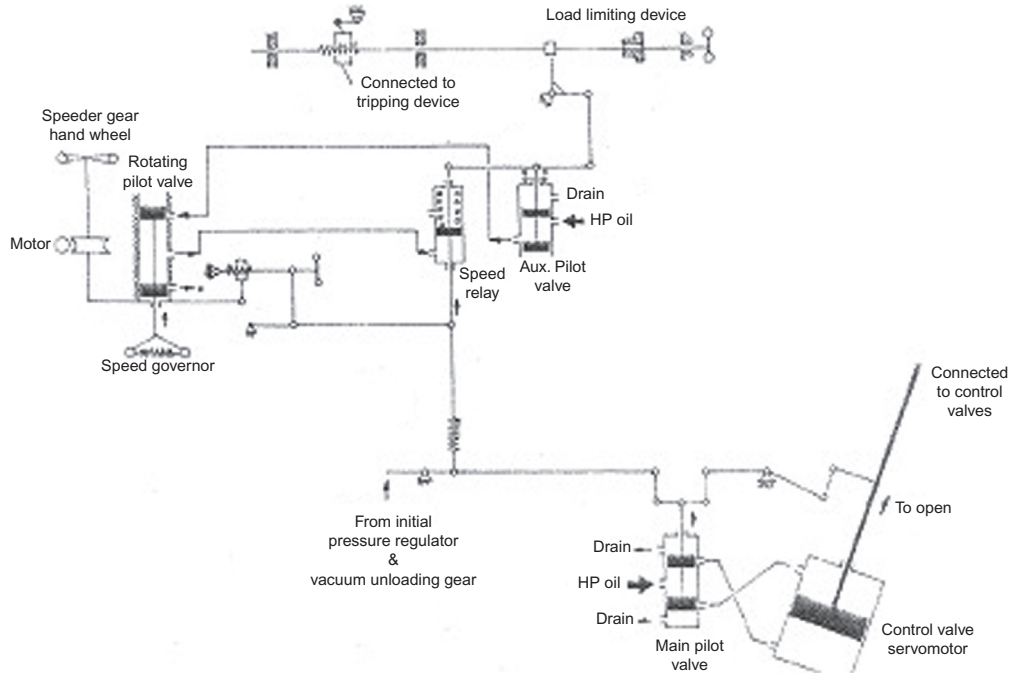 Load limiting device
Connected to
tripping device
Speeder gear
hand wheel
Rotating
pilot valve
Drain
HP oil
Motor
Aux. Pilot
valve
Speed
relay
Speed governor
Connected
to control
valves
To open
From initial
pressure regulator
&
vacuum unloading gear
Drain
HP oil
Drain
Main pilot
valve
Control valve
servomotor